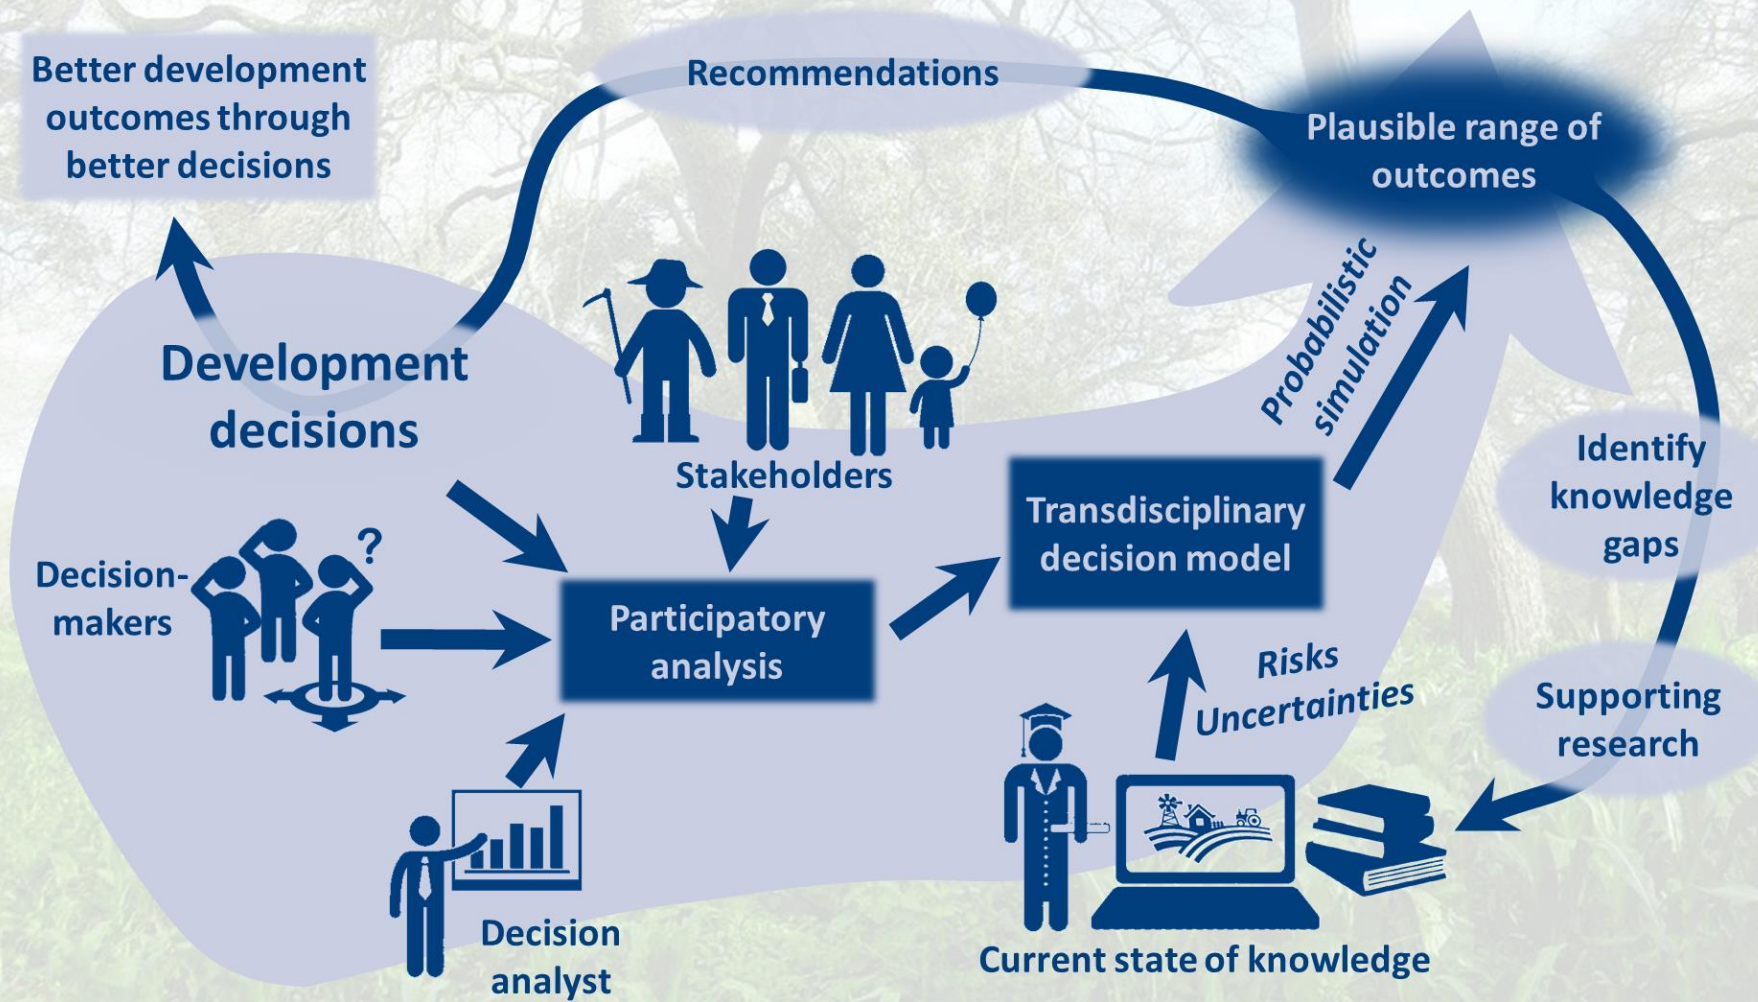 Better development
outcomes through
better decisions
Recommendations
Plausible range of
outcomes
Development
decisions
Stakeholders
Probabilistic
simulation
Identify
knowledge
gaps
Transdisciplinary
decision model
Decision-
makers
?
Participatory
analysis
Risks
Uncertainties
Supporting
research
Decision
analyst
Current state of knowledge